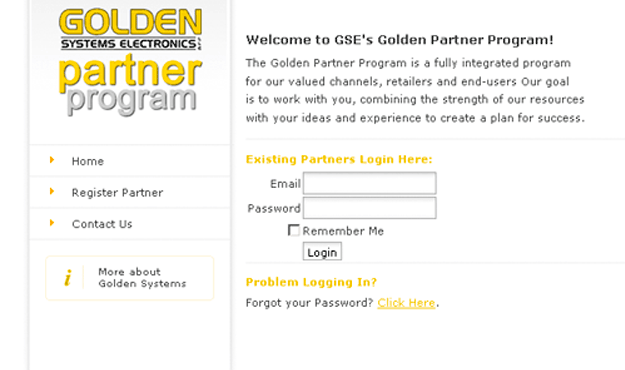 GOLDEN
SYSTEMS ELECTRONICS
partner
program
Home
Register Partner
Contact Us
i
More about
Golden Systems
Welcome to GSE's Golden Partner Program!
The Golden Partner Program is a fully integrated program
for our valued channels, retailers and end-users Our goal
is to work with you, combining the strength of our resources
with your ideas and experience to create a plan for success.
Existing Partners Login Here:
Email
Password
Remember Me
Login
Problem Logging In?
Forgot your Password? Click Here.